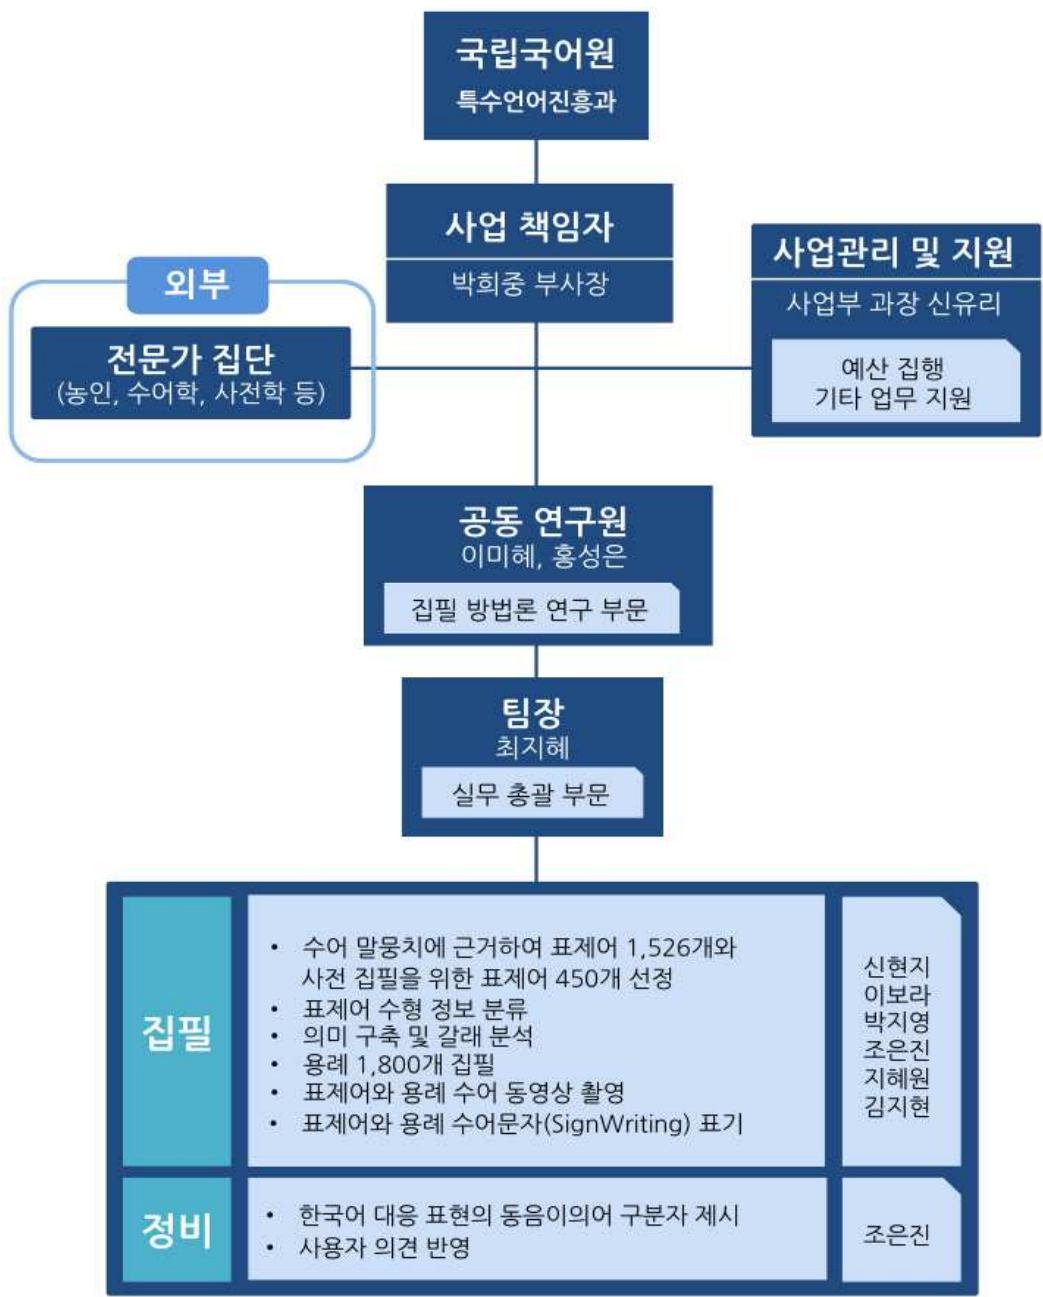 국립국어원
특수언어진흥과
사업 책임자
박희중 부사장
사업관리 및 지원
사업부 과장 신유리
예산 집행
기타 업무 지원
외부
전문가 집단
(농인, 수어학, 사전학 등)
공동 연구원
이미혜, 홍성은
집필 방법론 연구 부문
팀장
최지혜
실무 총괄 부문
집필
• 수어 말뭉치에 근거하여 표제어 1,526개와
사전 집필을 위한 표제어 450개 선정
• 표제어 수형 정보 분류
• 의미 구축 및 갈래 분석
• 용례 1,800개 집필
• 표제어와 용례 수어 동영상 촬영
• 표제어와 용례 수어문자(SignWriting) 표기
신현지
이보라
박지영
조은진
지혜원
김지현
정비
• 한국어 대응 표현의 동음이의어 구분자 제시
• 사용자 의견 반영
조은진